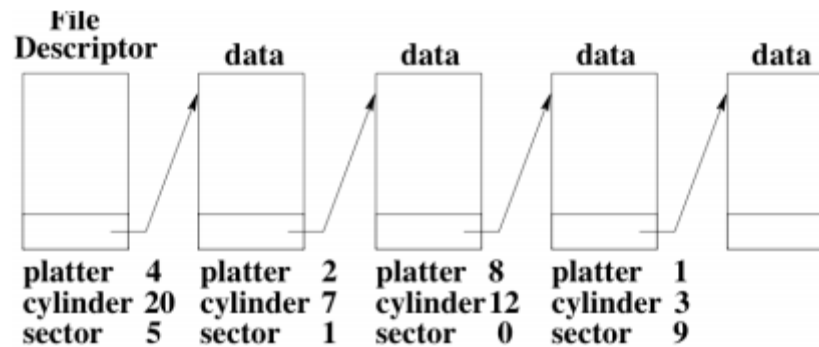 File
Descriptor
data
data
data
data
platter 4
cylinder 20
sector 5
platter 2
cylinder 7
sector 1
platter 8
cylinder 12
sector 0
platter 1
cylinder 3
sector 9